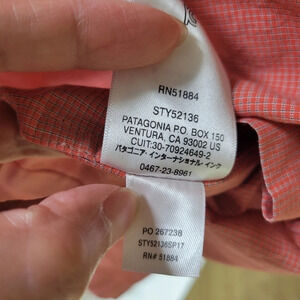 RN51884
STY52136
PATAGONIA P.O. BOX 150
VENTURA, CA 93002 US
CUIT:30-70924649-2
パタゴニア・インターナショナル・インク
0467-23-8961
PO 267238
STY52136SP17
RN# 51884